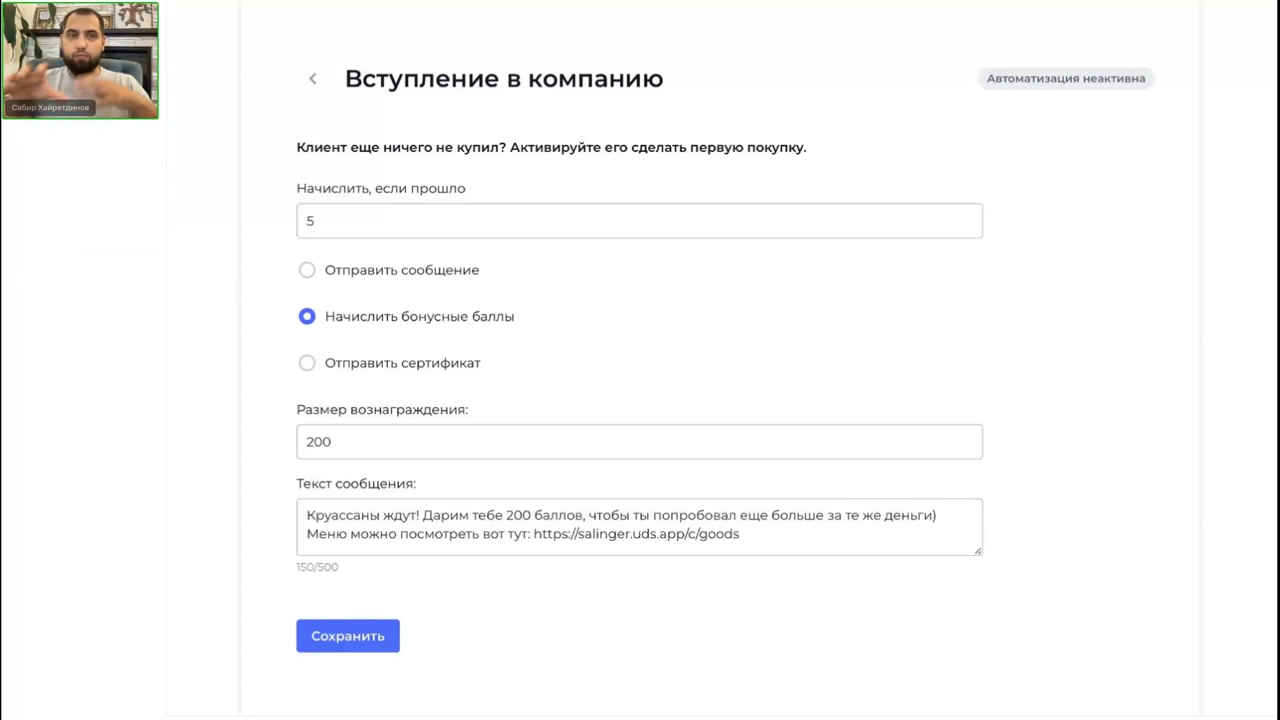 Сабир Хайретдинов
Вступление в компанию
Автоматизация неактивна
Клиент еще ничего не купил? Активируйте его сделать первую покупку.
Начислить, если прошло
5
Отправить сообщение
Начислить бонусные баллы
Отправить сертификат
Размер вознаграждения:
200
Текст сообщения:
Круассаны ждут! Дарим тебе 200 баллов, чтобы ты попробовал еще больше за те же деньги)
Меню можно посмотреть вот тут: https://salinger.uds.app/c/goods
150/500
Сохранить